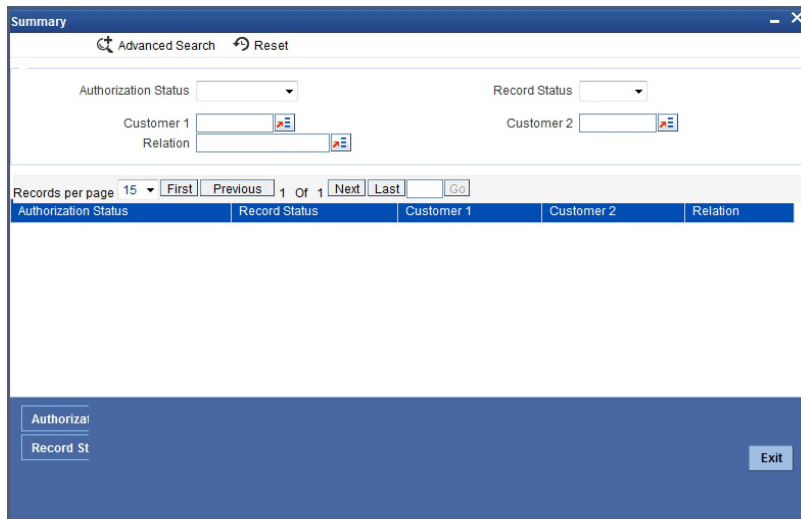 Summary
Advanced Search Reset
Authorization Status Record Status
Customer 1 Customer 2
Relation
Records per page 15 First Previous 1 Of 1 Next Last Go
Authorization Status Record Status Customer 1 Customer 2 Relation
Authorizat
Record St
Exit